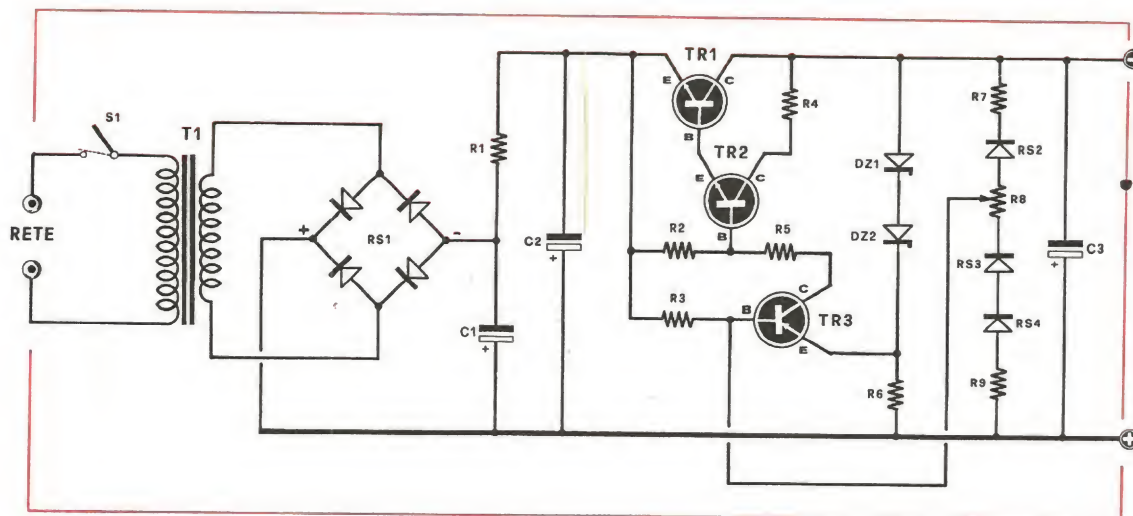 S1
T1
RETE
+
RS1
-
R1
C1
+
C2
+
TR1
E
C
B
R4
TR2
E
C
B
R2
R5
R3
B
C
E
TR3
DZ1
DZ2
R6
R7
RS2
R8
RS3
RS4
R9
C3
+
-
+